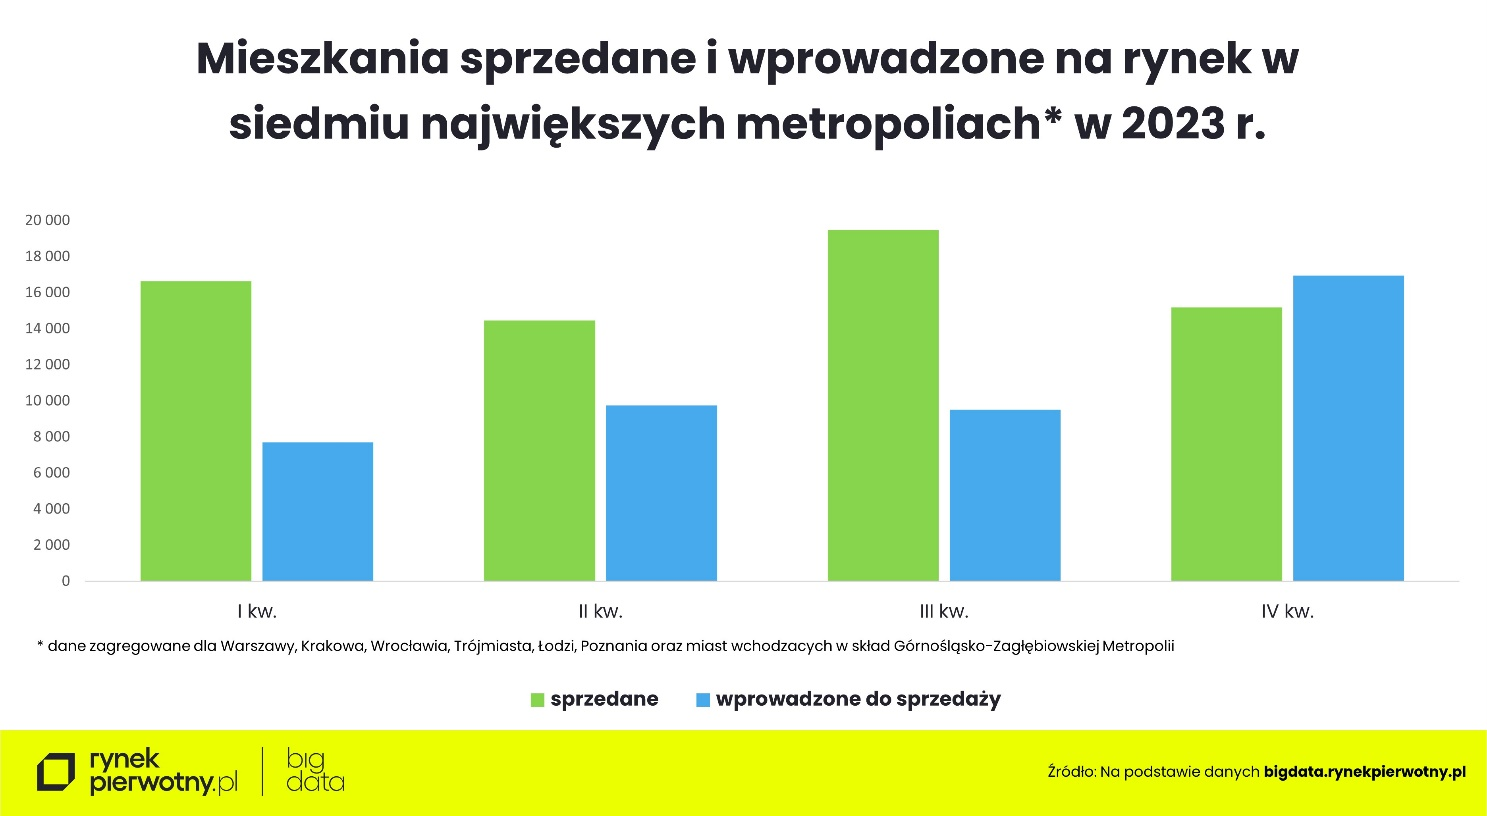 Mieszkania sprzedane i wprowadzone na rynek w
siedmiu największych metropoliach* w 2023 r.
20 000
18 000
16 000
14 000
12 000
10 000
8 000
6 000
4 000
2 000
0
I kw.
II kw.
III kw.
IV kw.
* dane zagregowane dla Warszawy, Krakowa, Wrocławia, Trójmiasta, Łodzi, Poznania oraz miast wchodzacych w skład Górnośląsko-Zagłębiowskiej Metropolii
sprzedane
wprowadzone do sprzedaży
rynek
pierwotny.pl
big
data
Źródło: Na podstawie danych bigdata.rynekpierwotny.pl